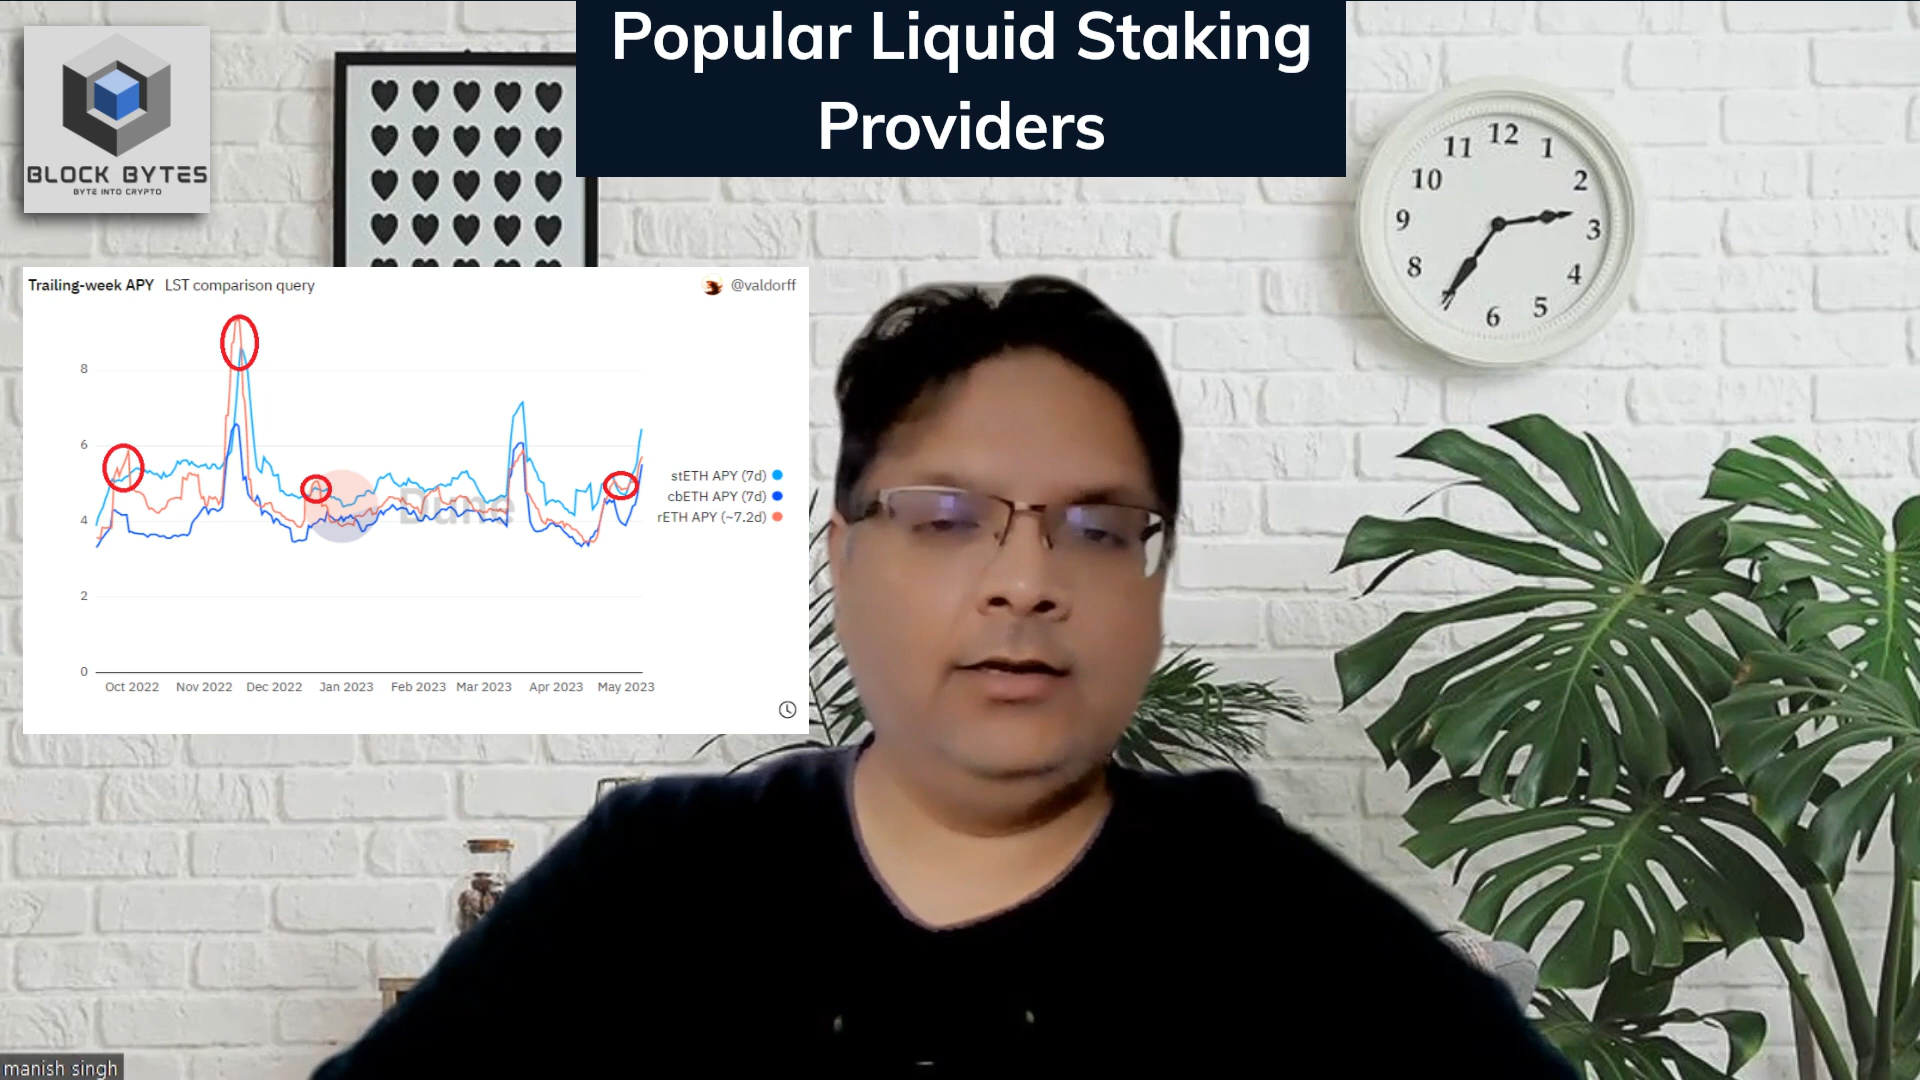 Popular Liquid Staking
Providers
BLOCK BYTES
BYTE INTO CRYPTO
12
11
1
10
2
9
3
8
4
5
6
Trailing-week APY LST comparison query
@valdorff
8
6
4
2
0
stETH APY (7d)
cbETH APY (7d)
rETH APY (~7.2d)
Dune
Oct 2022 Nov 2022 Dec 2022 Jan 2023 Feb 2023 Mar 2023 Apr 2023 May 2023
manish singh